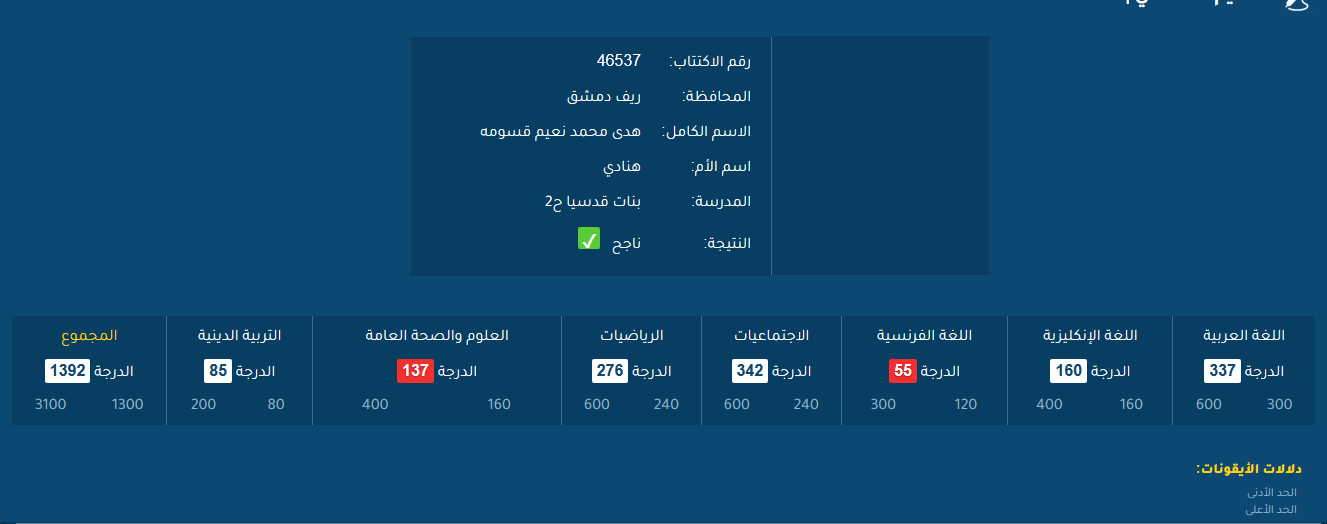 رقم الاكتتاب: 46537
المحافظة: ريف دمشق
الاسم الكامل: هدى محمد نعيم قسومه
اسم الأم: هنادي
المدرسة: بنات قدسيا ح2
النتيجة: ناجح
اللغة العربية اللغة الإنكليزية اللغة الفرنسية الاجتماعيات الرياضيات العلوم والصحة العامة التربية الدينية المجموع
الدرجة 337 الدرجة 160 الدرجة 55 الدرجة 342 الدرجة 276 الدرجة 137 الدرجة 85 الدرجة 1392
300 600 160 400 120 300 240 600 240 600 160 400 80 200 1300 3100
دلالات الأيقونات:
الحد الأدنى
الحد الأعلى